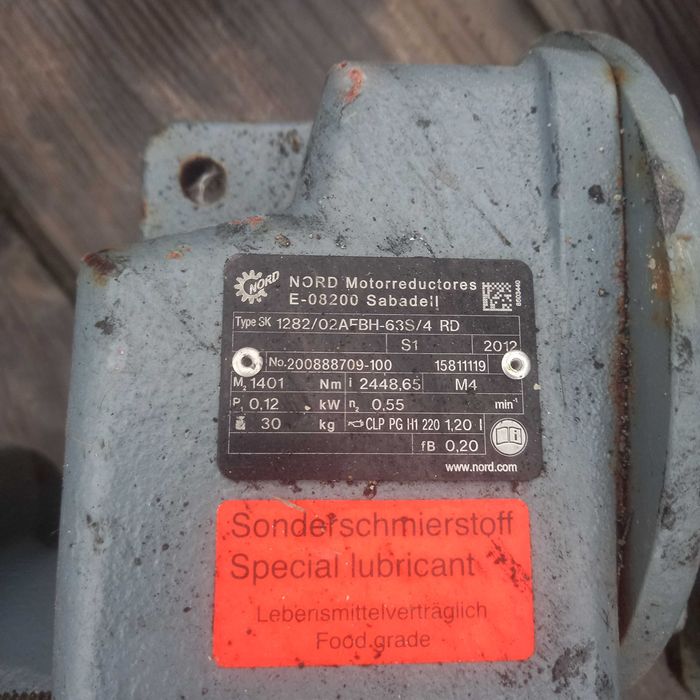 NORD
NORD Motorreductores
E-08200 Sabadell
Type SK 1282/02AFBH-63S/4 RD
S1 2012
No. 200888709-100 15811119
M2 1401 Nm i 2448,65 M4
P1 0,12 kW n2 0,55 min-1
30 kg CLP PG H1 220 1,20 l
fB 0,20
www.nord.com
Sonderschmierstoff
Special lubricant
Lebensmittelverträglich
Food grade